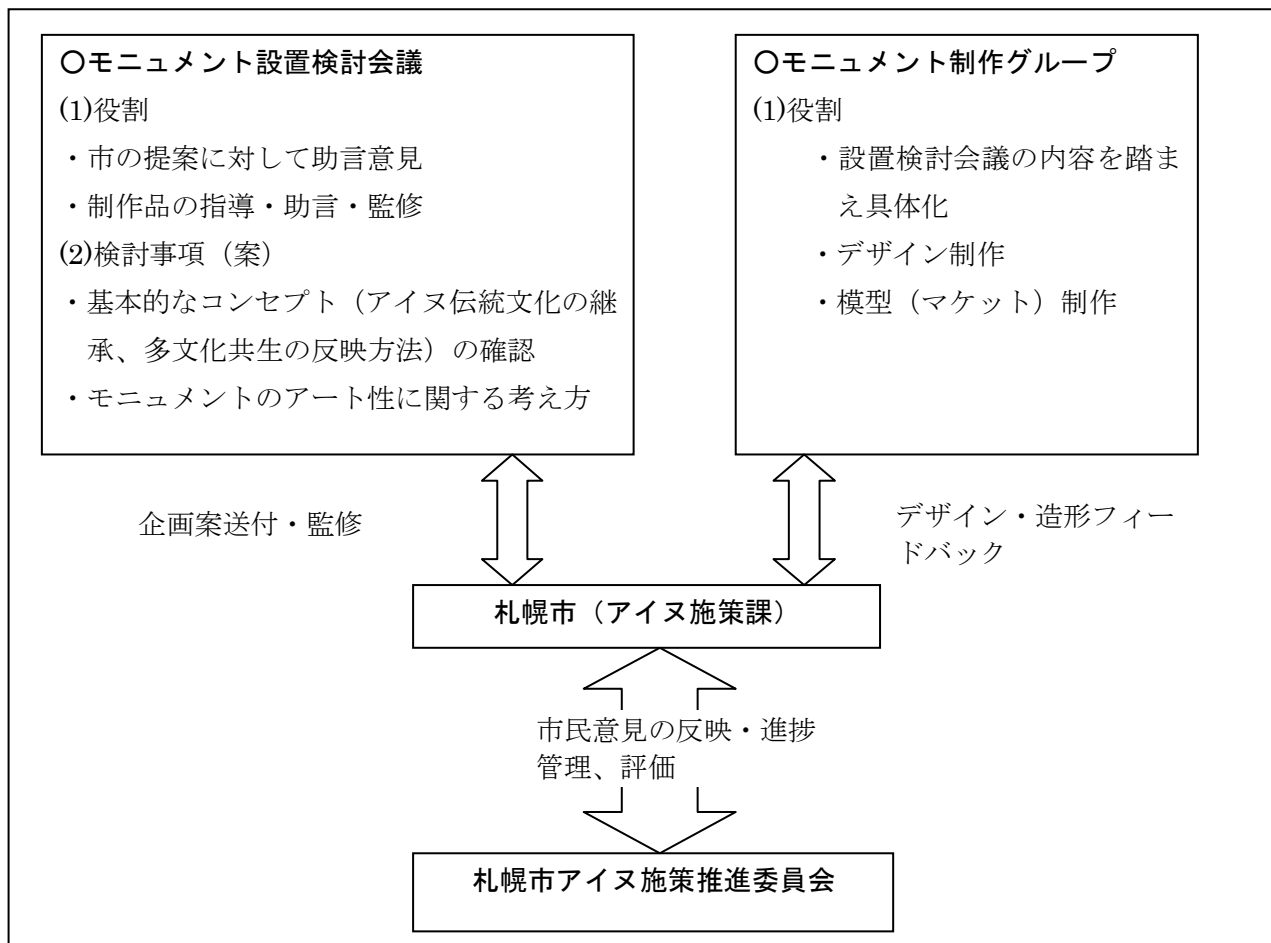 〇モニュメント設置検討会議
(1)役割
・市の提案に対して助言意見
・制作品の指導・助言・監修
(2)検討事項（案）
・基本的なコンセプト（アイヌ伝統文化の継
承、多文化共生の反映方法）の確認
・モニュメントのアート性に関する考え方
〇モニュメント制作グループ
(1)役割
・設置検討会議の内容を踏ま
え具体化
・デザイン制作
・模型（マケット）制作
企画案送付・監修
デザイン・造形フィー
ドバック
札幌市（アイヌ施策課）
市民意見の反映・進捗
管理、評価
札幌市アイヌ施策推進委員会